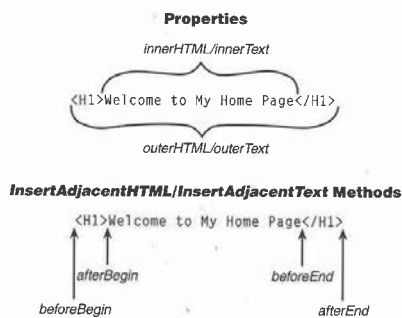 Properties
innerHTML/innerText
<H1>Welcome to My Home Page</H1>
outerHTML/outerText
InsertAdjacentHTML/InsertAdjacentText Methods
<H1>Welcome to My Home Page</H1>
afterBegin beforeEnd
beforeBegin afterEnd